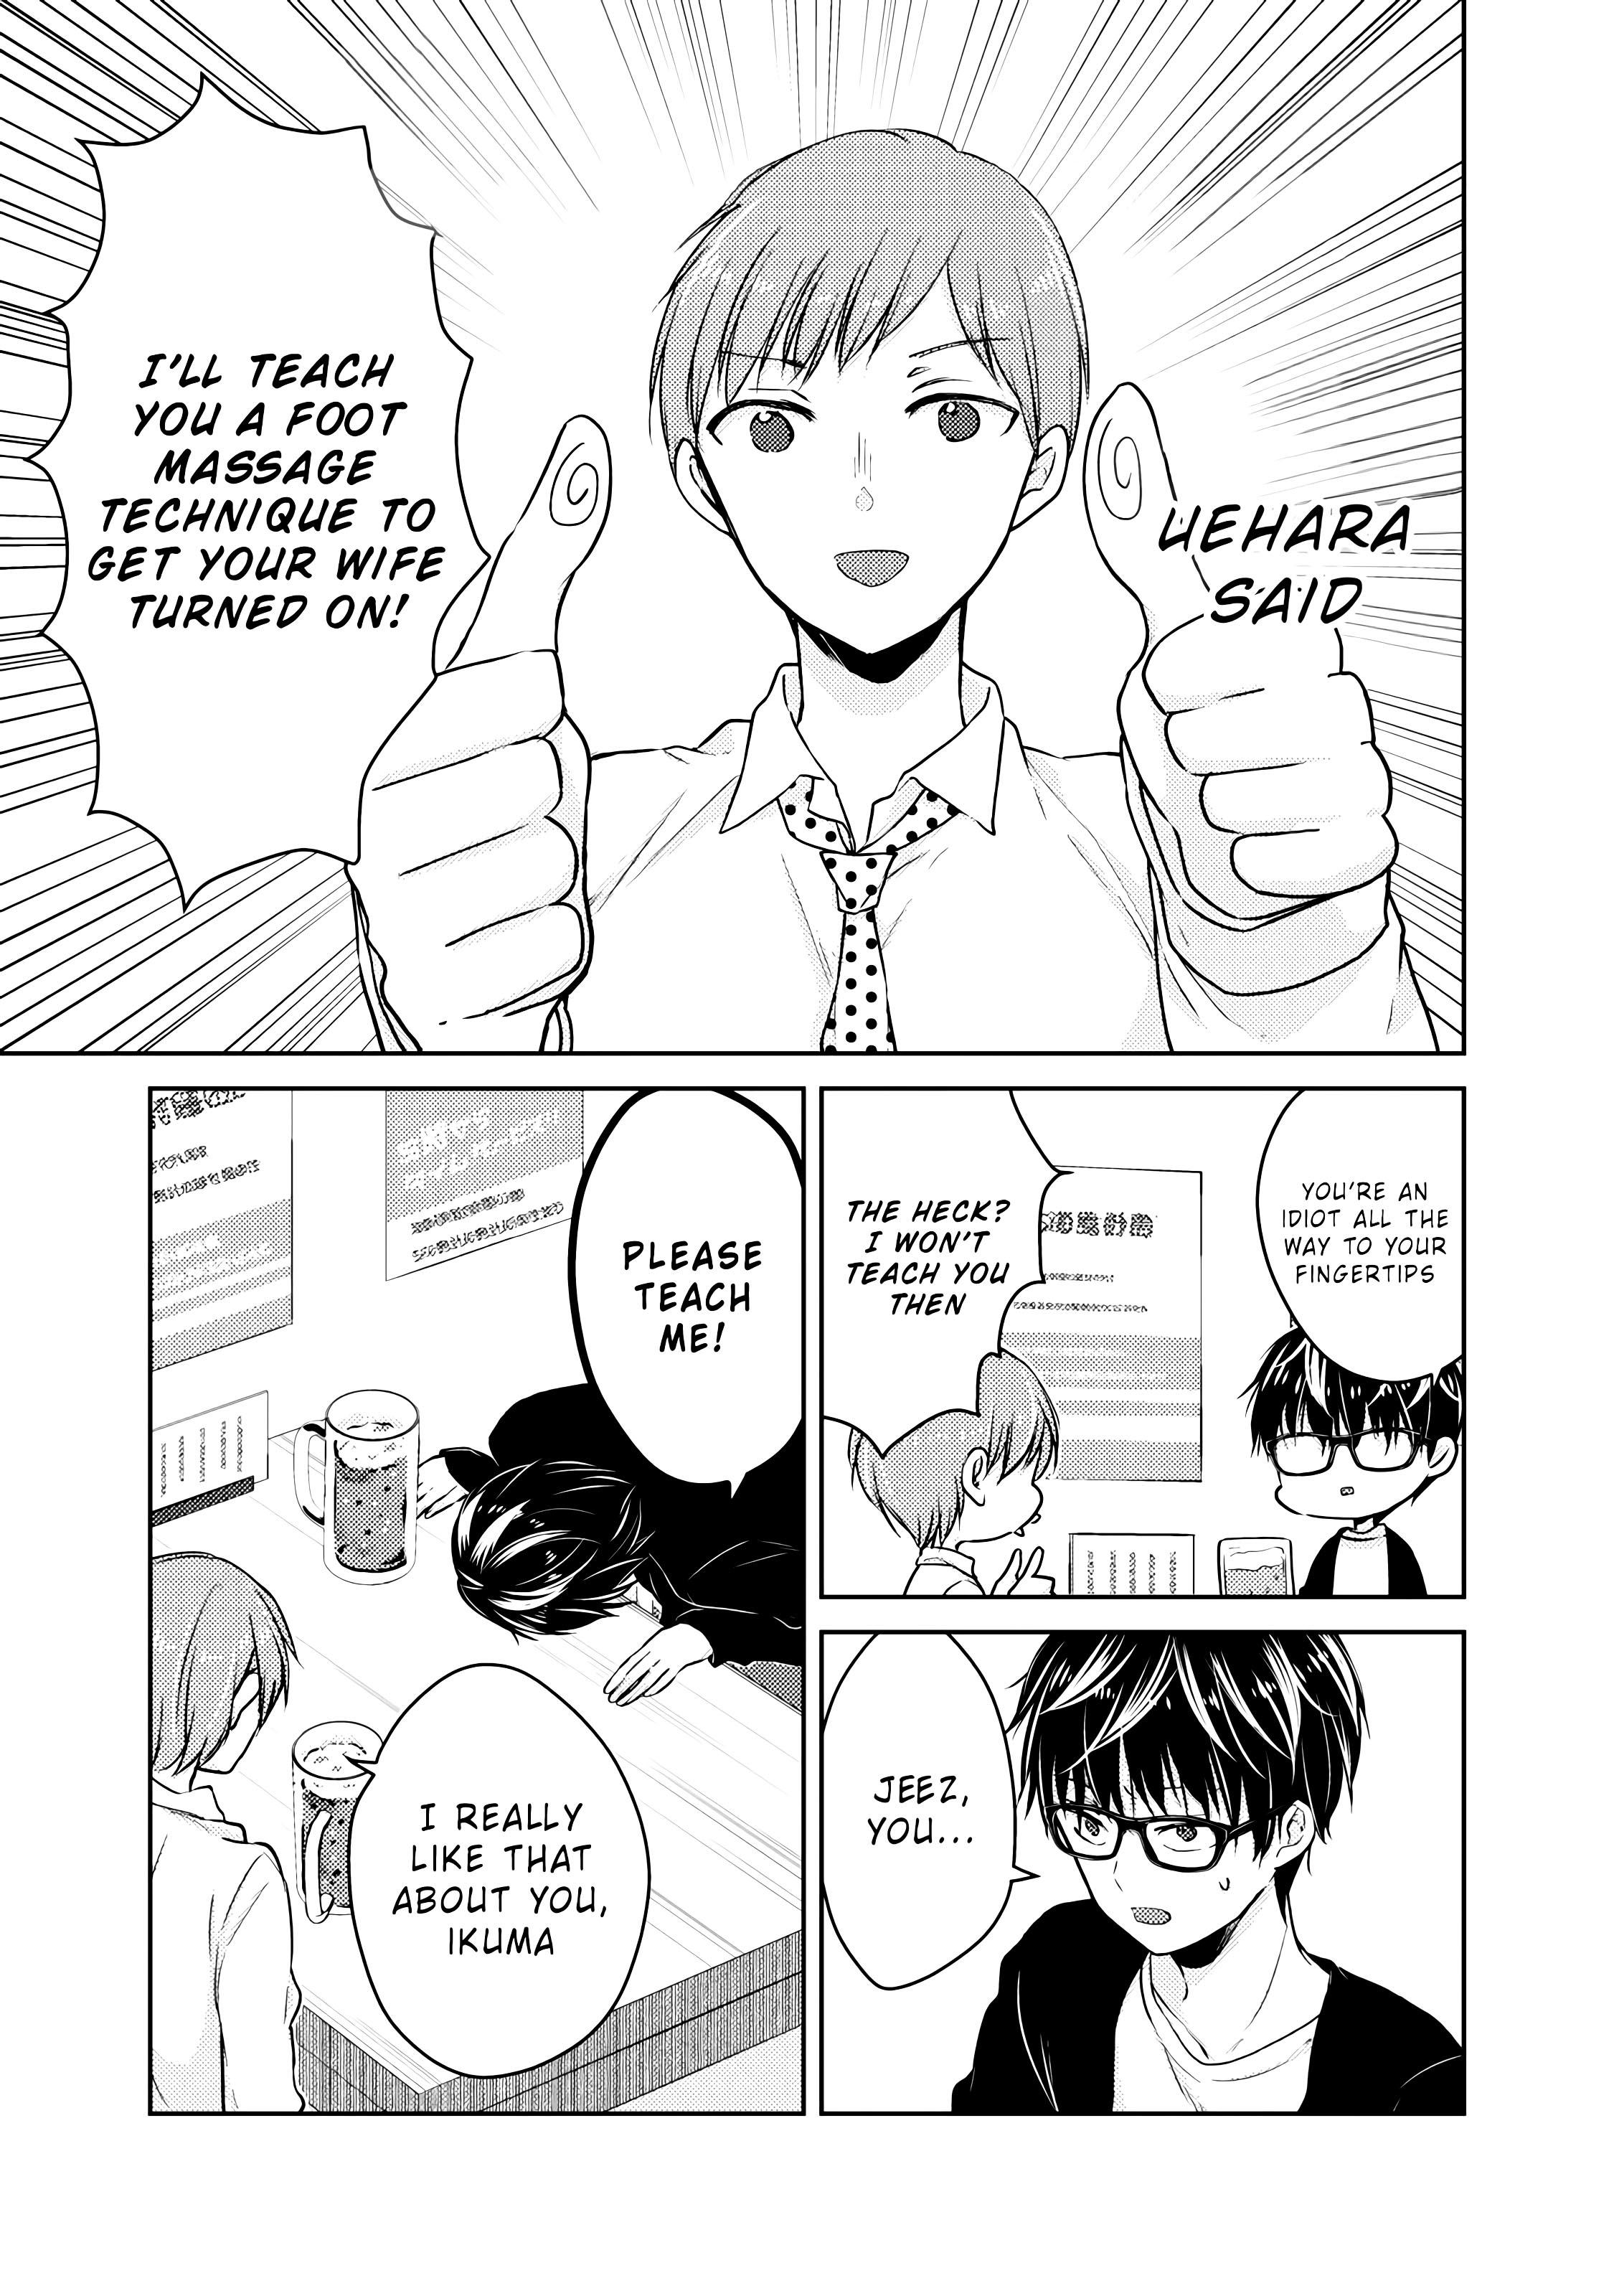 UEHARA
SAID
I'LL TEACH
YOU A FOOT
MASSAGE
TECHNIQUE TO
GET YOUR WIFE
TURNED ON!
YOU'RE AN
IDIOT ALL THE
WAY TO YOUR
FINGERTIPS
THE HECK?
I WON'T
TEACH YOU
THEN
JEEZ,
YOU...
PLEASE
TEACH
ME!
I REALLY
LIKE THAT
ABOUT YOU,
IKUMA